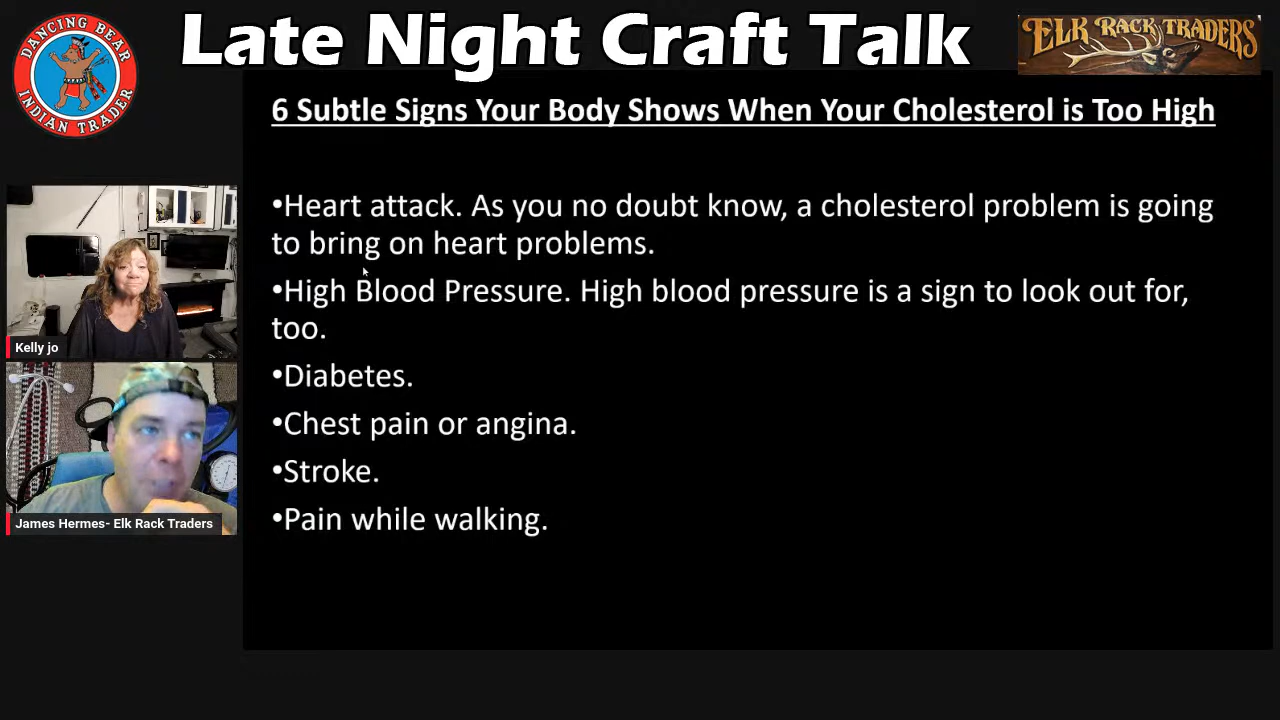 DANCING BEAR
INDIAN TRADER
Late Night Craft Talk
ELK RACK TRADERS
6 Subtle Signs Your Body Shows When Your Cholesterol is Too High
•Heart attack. As you no doubt know, a cholesterol problem is going
to bring on heart problems.
•High Blood Pressure. High blood pressure is a sign to look out for,
too.
•Diabetes.
•Chest pain or angina.
•Stroke.
•Pain while walking.
Kelly jo
James Hermes- Elk Rack Traders